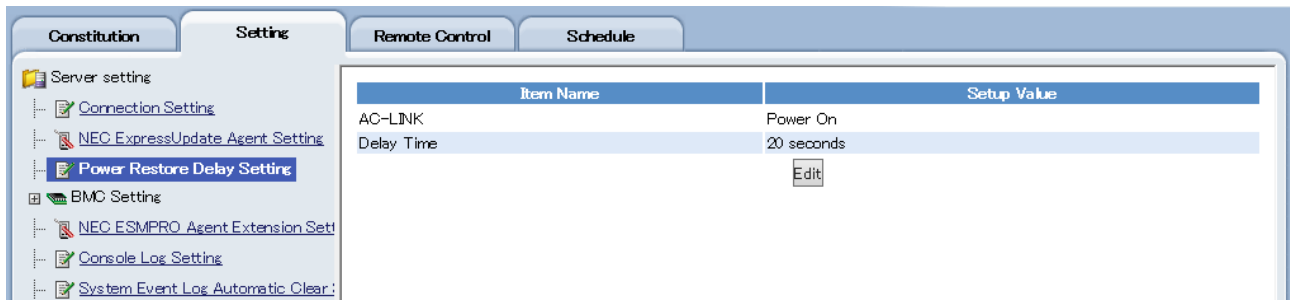 Constitution Setting Remote Control Schedule
Server setting
Connection Setting
NEC ExpressUpdate Agent Setting
Power Restore Delay Setting
BMC Setting
NEC ESMPRO Agent Extension Sett
Console Log Setting
System Event Log Automatic Clear
Item Name Setup Value
AC-LINK Power On
Delay Time 20 seconds
Edit